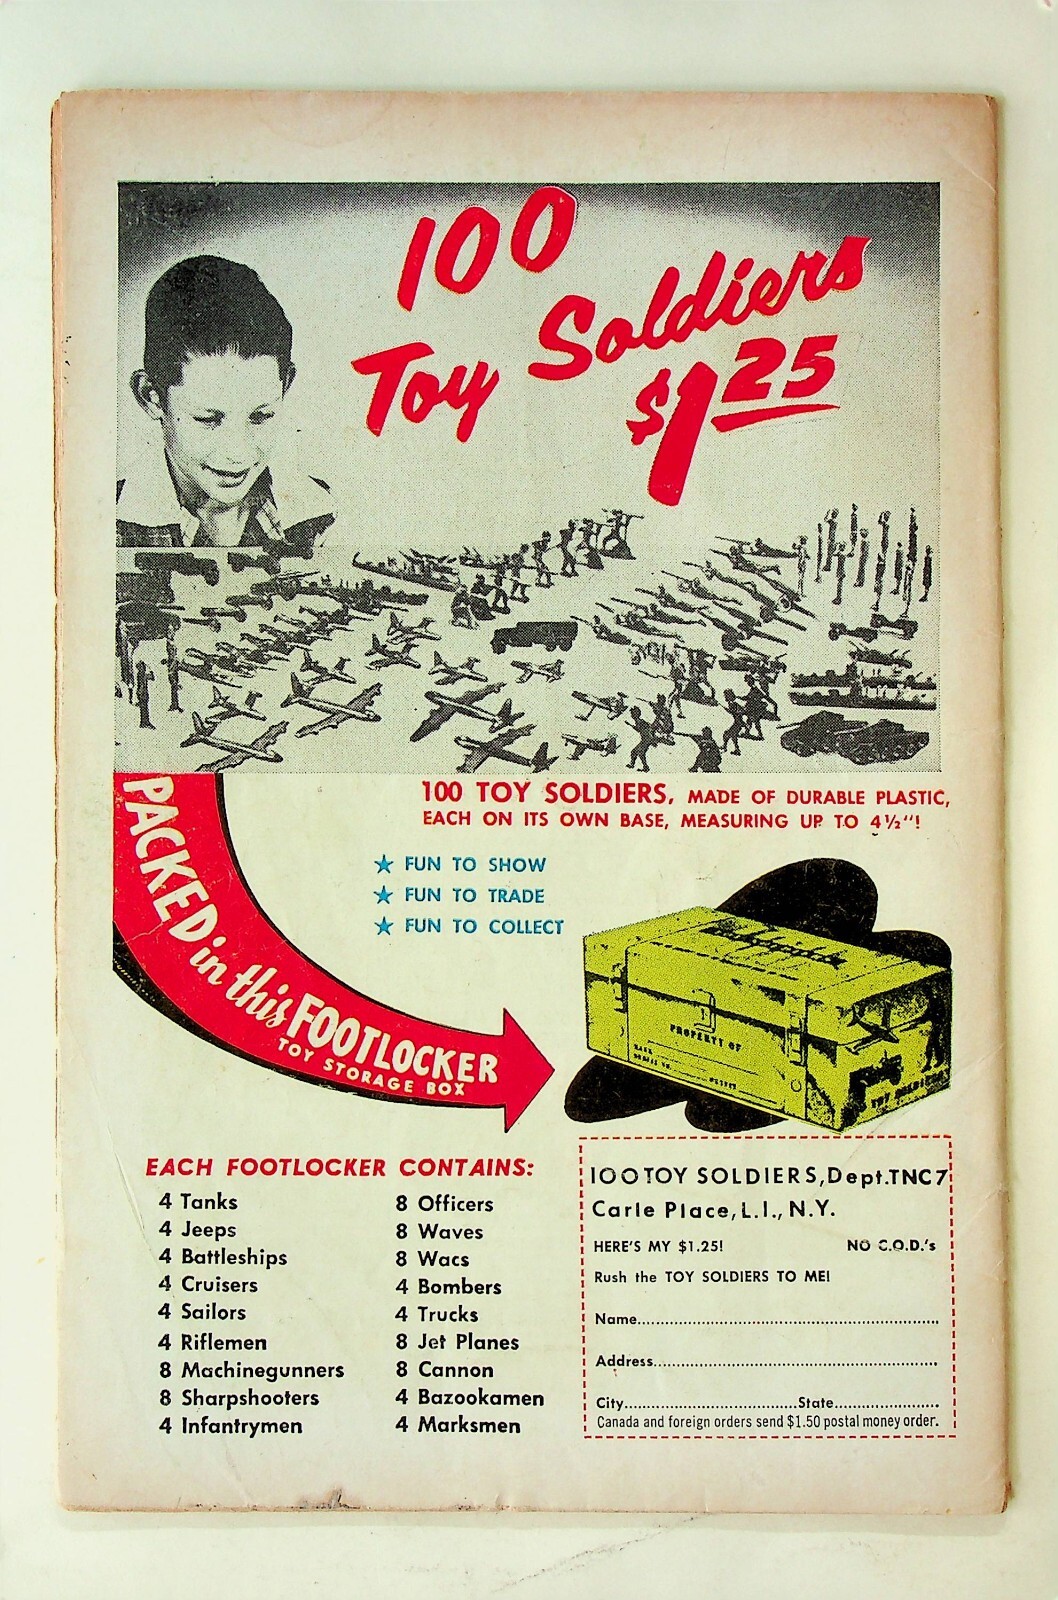 100
Toy Soldiers
$1.25
100 TOY SOLDIERS, MADE OF DURABLE PLASTIC,
EACH ON ITS OWN BASE, MEASURING UP TO 4½"!
★ FUN TO SHOW
★ FUN TO TRADE
★ FUN TO COLLECT
PACKED in this FOOTLOCKER
TOY STORAGE BOX
PROPERTY OF
TOY SOLDIERS
EACH FOOTLOCKER CONTAINS:
4 Tanks
4 Jeeps
4 Battleships
4 Cruisers
4 Sailors
4 Riflemen
8 Machinegunners
8 Sharpshooters
4 Infantrymen
8 Officers
8 Waves
8 Wacs
4 Bombers
4 Trucks
8 Jet Planes
8 Cannon
4 Bazookamen
4 Marksmen
100 TOY SOLDIERS, Dept. TNC7
Carle Place, L.I., N.Y.
HERE'S MY $1.25! NO C.O.D.'s
Rush the TOY SOLDIERS TO ME!
Name
Address
City State
Canada and foreign orders send $1.50 postal money order.